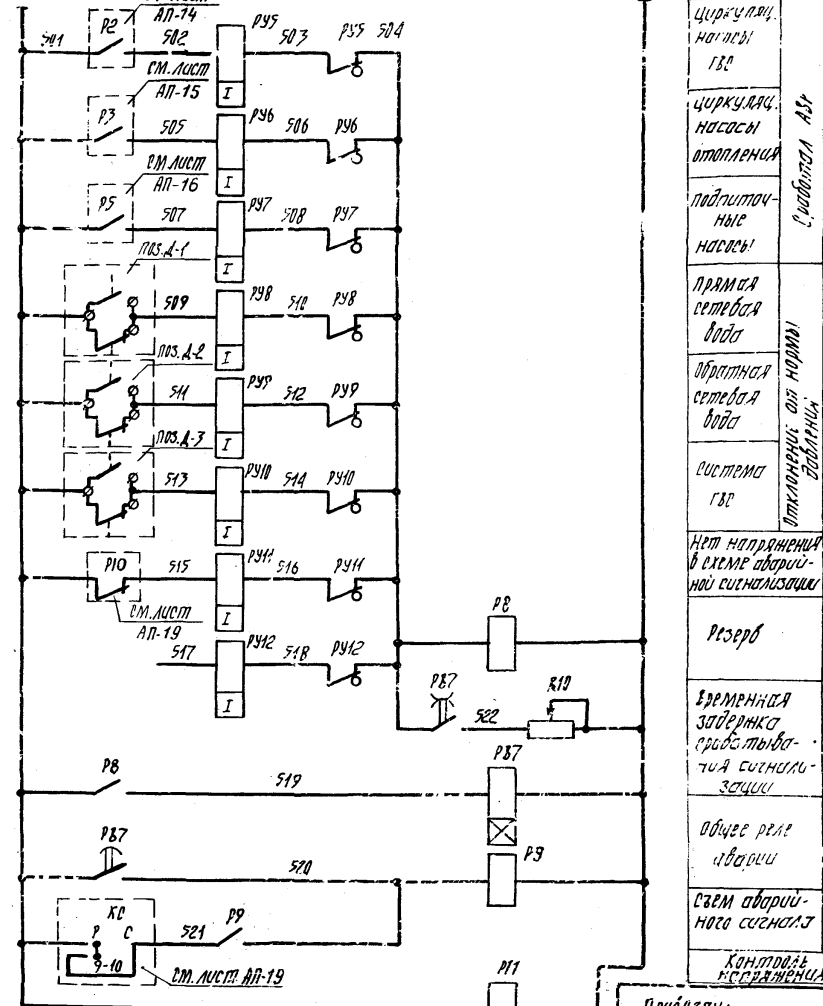 АП-14
501 Р2 502 РУ5 503 РУ5 504
I
см. лист
АП-15
Р3 505 РУ6 506 РУ6
I
см. лист
АП-16
Р5 507 РУ7 508 РУ7
I
поз. Д-1
509 РУ8 510 РУ8
I
поз. Д-2
511 РУ9 512 РУ9
I
поз. Д-3
513 РУ10 514 РУ10
I
Р10 515 РУ11 516 РУ11
I
см. лист
АП-19
517 РУ12 518 РУ12
I
Р8
РВ7 522 R10
Р8 519 РВ7
РВ7 520 Р9
КС
Р С 521 Р9
9-10
см. лист АП-19
Р11
циркуляц.
насосы
ГВС
циркуляц.
насосы
отопления
подпиточ-
ные
насосы
Сработал АВР
прямая
сетевая
вода
обратная
сетевая
вода
система
ГВС
Отклонение от нормы
давления
Нет напряжения
в схеме аварий-
ной сигнализации
Резерв
Временная
задержка
срабатыва-
ния сигнали-
зации
Общее реле
аварии
Съем аварий-
ного сигнала
Контроль
напряжения